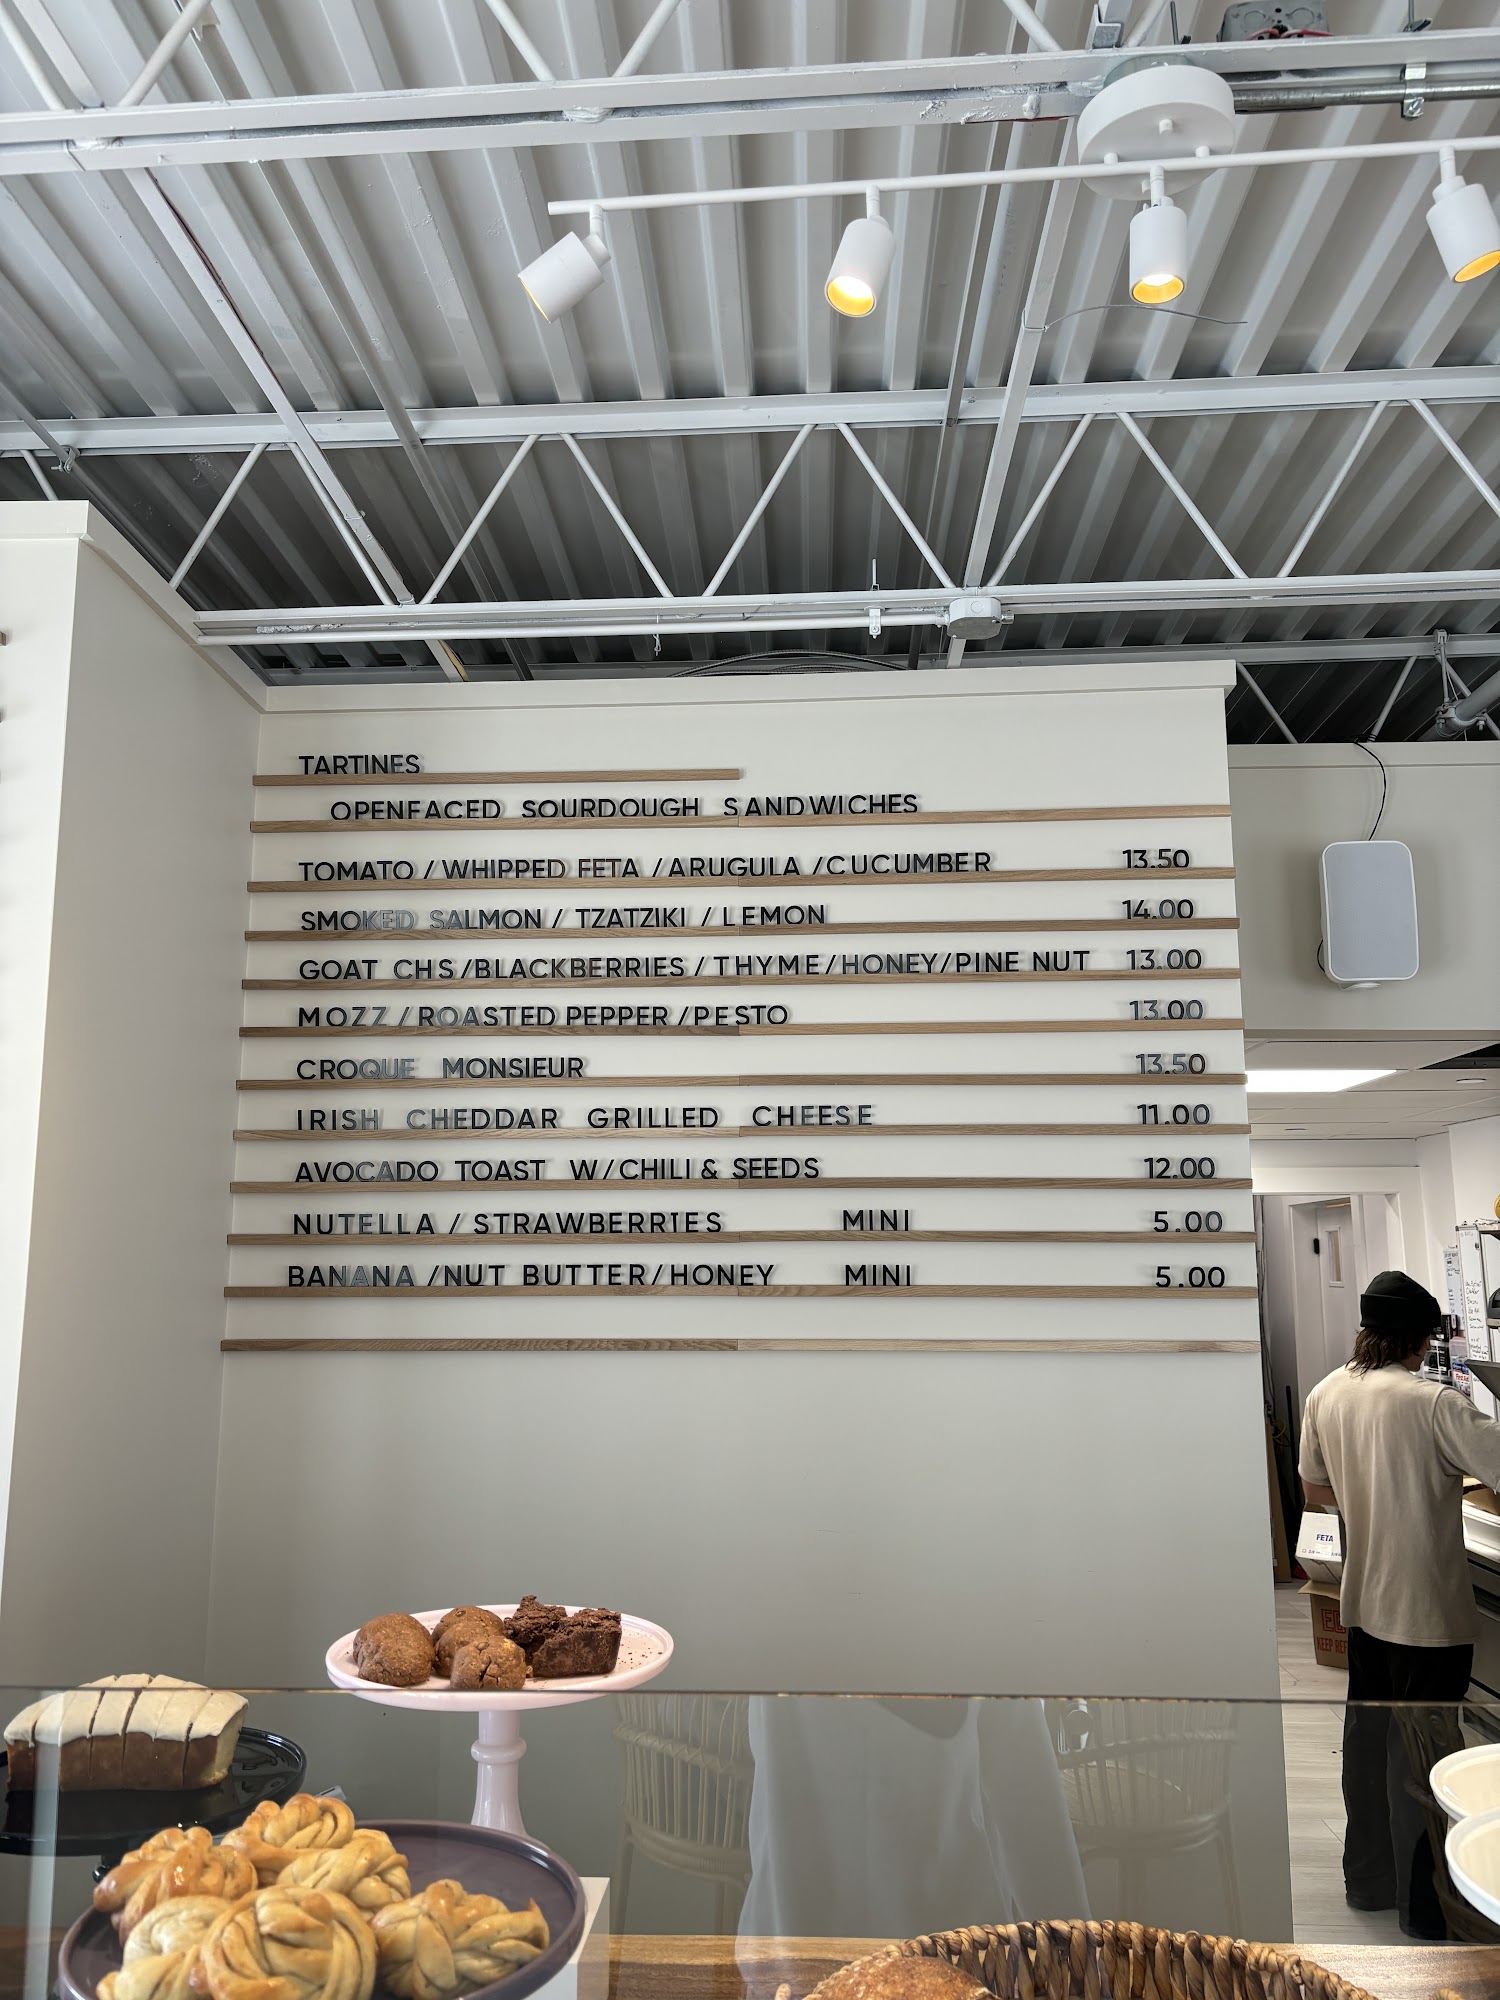 TARTINES
OPENFACED SOURDOUGH SANDWICHES
TOMATO / WHIPPED FETA / ARUGULA / CUCUMBER 13.50
SMOKED SALMON / TZATZIKI / LEMON 14.00
GOAT CHS/BLACKBERRIES / THYME/HONEY/PINE NUT 13.00
MOZZ / ROASTED PEPPER / PESTO 13.00
CROQUE MONSIEUR 13.50
IRISH CHEDDAR GRILLED CHEESE 11.00
AVOCADO TOAST W/CHILI & SEEDS 12.00
NUTELLA / STRAWBERRIES MINI 5.00
BANANA /NUT BUTTER/HONEY MINI 5.00
FETA